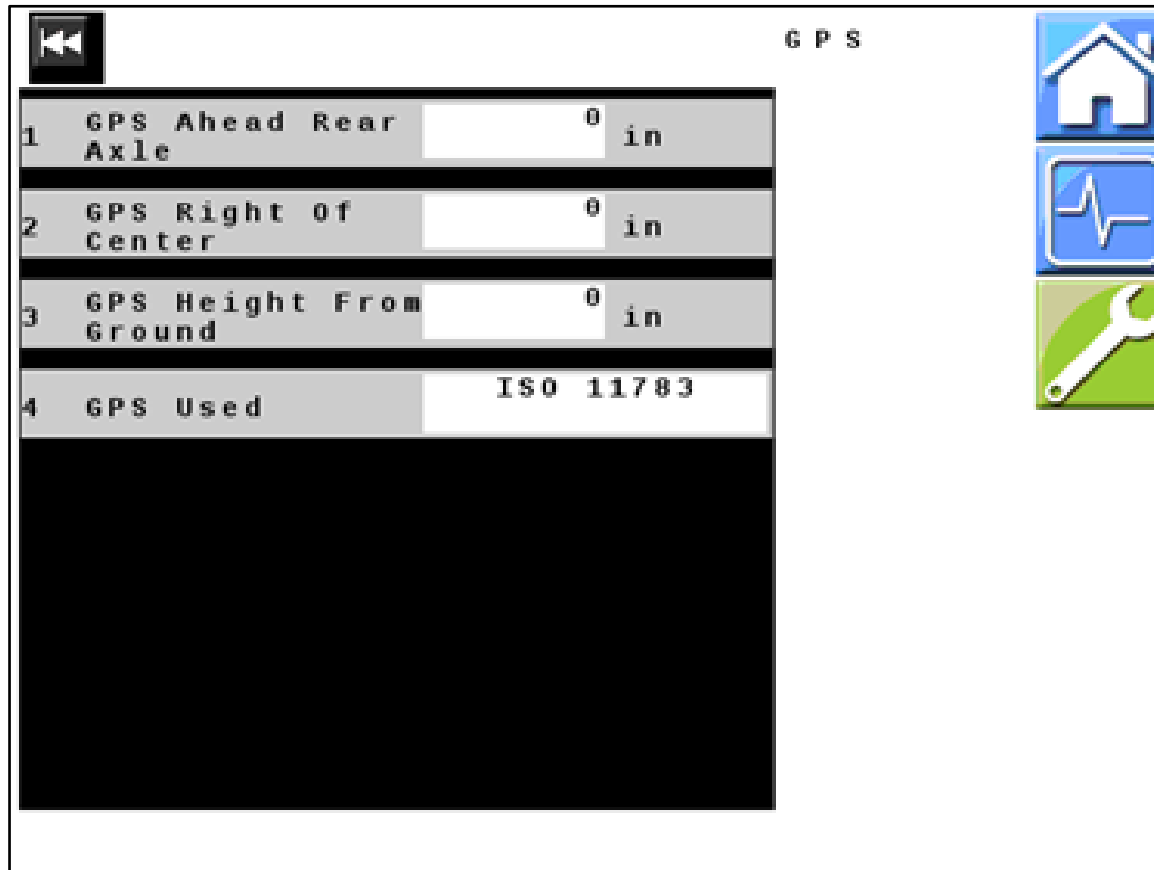 GPS
1 GPS Ahead Rear Axle 0 in
2 GPS Right Of Center 0 in
3 GPS Height From Ground 0 in
4 GPS Used ISO 11783